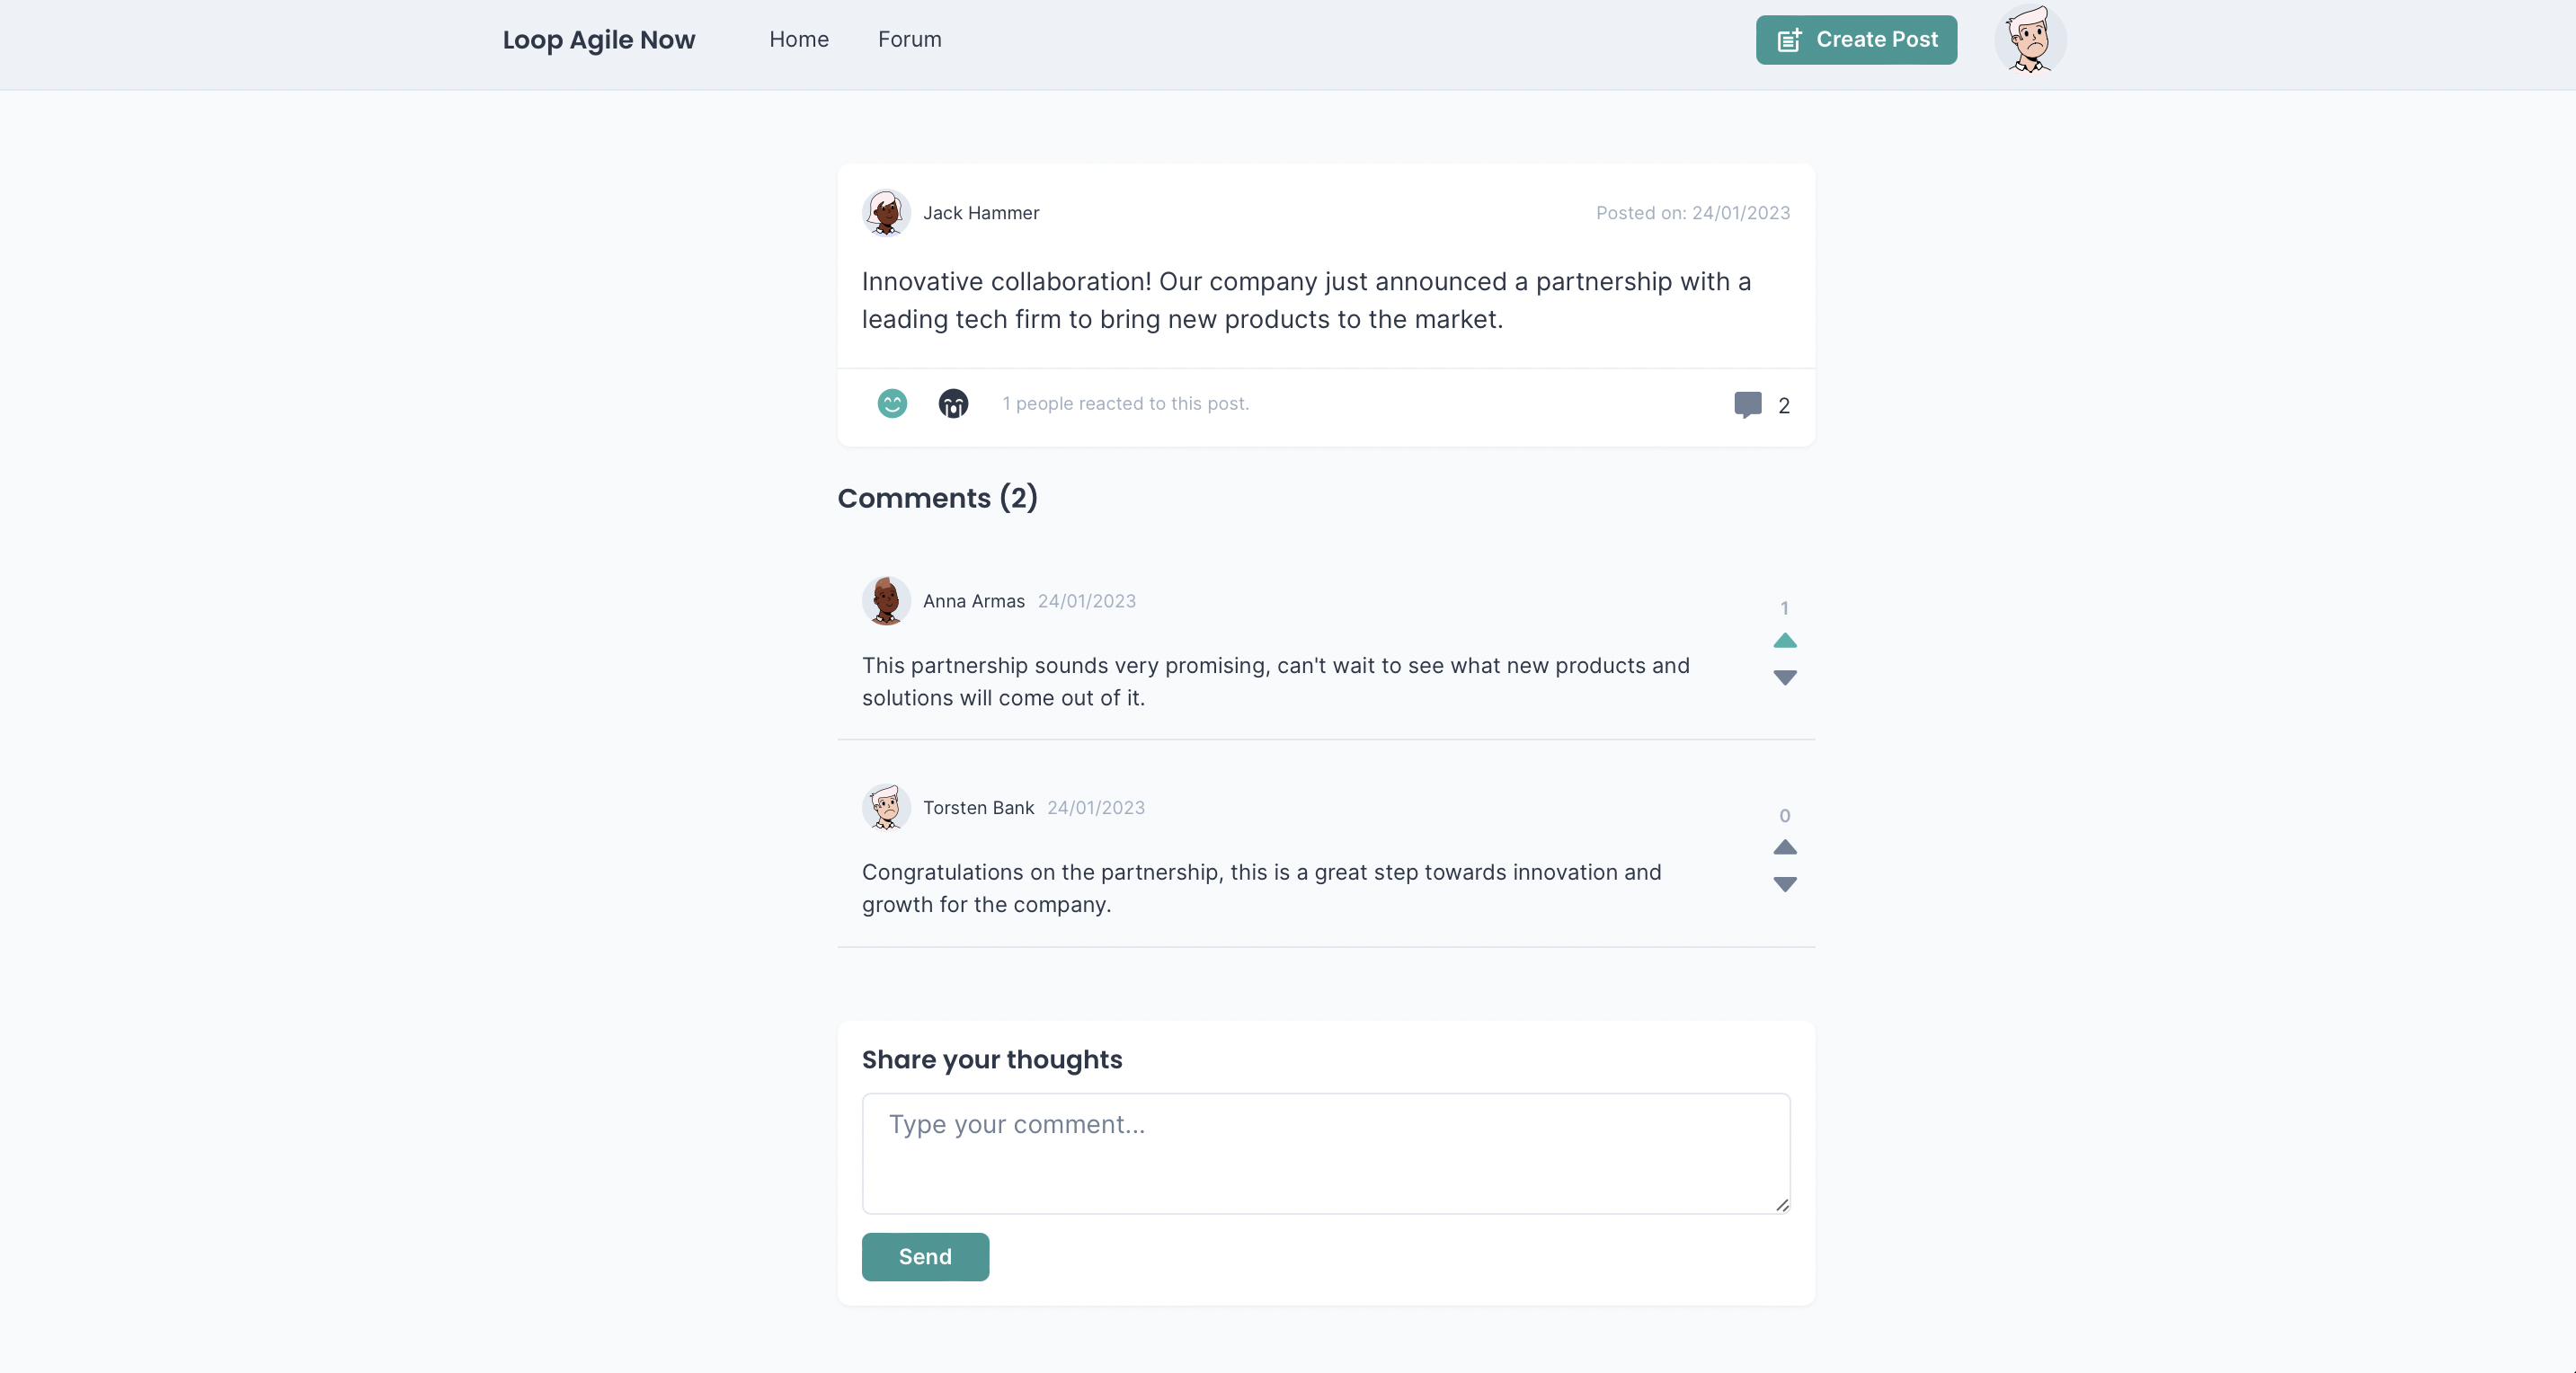 Loop Agile Now
Home
Forum
Create Post
Jack Hammer
Posted on: 24/01/2023
Innovative collaboration! Our company just announced a partnership with a
leading tech firm to bring new products to the market.
1 people reacted to this post.
2
Comments (2)
Anna Armas 24/01/2023
1
This partnership sounds very promising, can't wait to see what new products and
solutions will come out of it.
Torsten Bank 24/01/2023
0
Congratulations on the partnership, this is a great step towards innovation and
growth for the company.
Share your thoughts
Type your comment...
Send